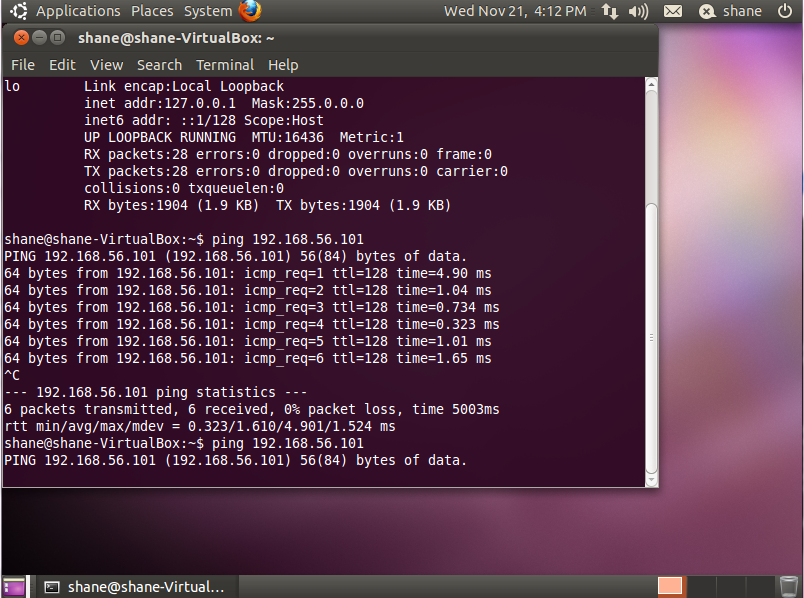 Applications Places System Wed Nov 21, 4:12 PM shane
shane@shane-VirtualBox: ~
File Edit View Search Terminal Help
lo        Link encap:Local Loopback
          inet addr:127.0.0.1  Mask:255.0.0.0
          inet6 addr: ::1/128 Scope:Host
          UP LOOPBACK RUNNING  MTU:16436  Metric:1
          RX packets:28 errors:0 dropped:0 overruns:0 frame:0
          TX packets:28 errors:0 dropped:0 overruns:0 carrier:0
          collisions:0 txqueuelen:0
          RX bytes:1904 (1.9 KB)  TX bytes:1904 (1.9 KB)
shane@shane-VirtualBox:~$ ping 192.168.56.101
PING 192.168.56.101 (192.168.56.101) 56(84) bytes of data.
64 bytes from 192.168.56.101: icmp_req=1 ttl=128 time=4.90 ms
64 bytes from 192.168.56.101: icmp_req=2 ttl=128 time=1.04 ms
64 bytes from 192.168.56.101: icmp_req=3 ttl=128 time=0.734 ms
64 bytes from 192.168.56.101: icmp_req=4 ttl=128 time=0.323 ms
64 bytes from 192.168.56.101: icmp_req=5 ttl=128 time=1.01 ms
64 bytes from 192.168.56.101: icmp_req=6 ttl=128 time=1.65 ms
^C
--- 192.168.56.101 ping statistics ---
6 packets transmitted, 6 received, 0% packet loss, time 5003ms
rtt min/avg/max/mdev = 0.323/1.610/4.901/1.524 ms
shane@shane-VirtualBox:~$ ping 192.168.56.101
PING 192.168.56.101 (192.168.56.101) 56(84) bytes of data.
shane@shane-Virtual...